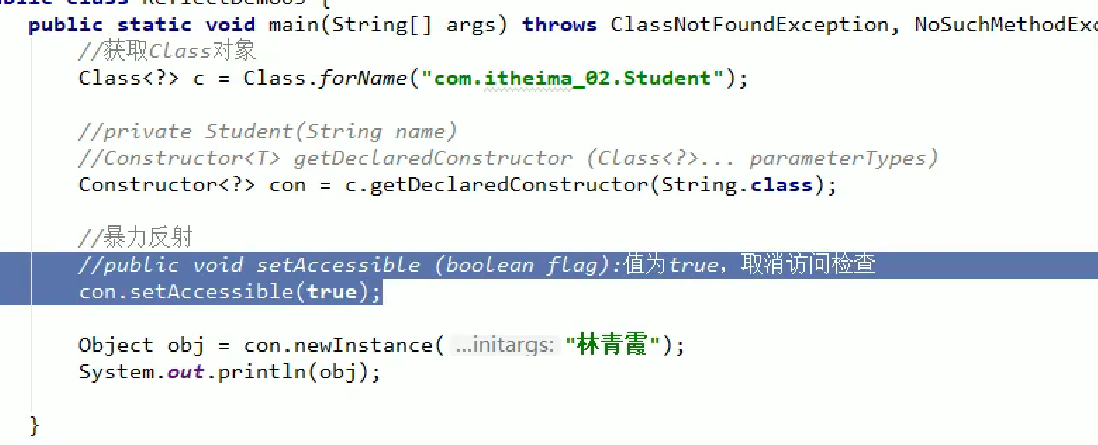 public class ReflectDemo03 {
public static void main(String[] args) throws ClassNotFoundException, NoSuchMethodExc
//获取Class对象
Class<?> c = Class.forName("com.itheima_02.Student");
//private Student(String name)
//Constructor<T> getDeclaredConstructor (Class<?>... parameterTypes)
Constructor<?> con = c.getDeclaredConstructor(String.class);
//暴力反射
//public void setAccessible (boolean flag):值为true，取消访问检查
con.setAccessible(true);
Object obj = con.newInstance( ...initargs: "林青霞");
System.out.println(obj);
}